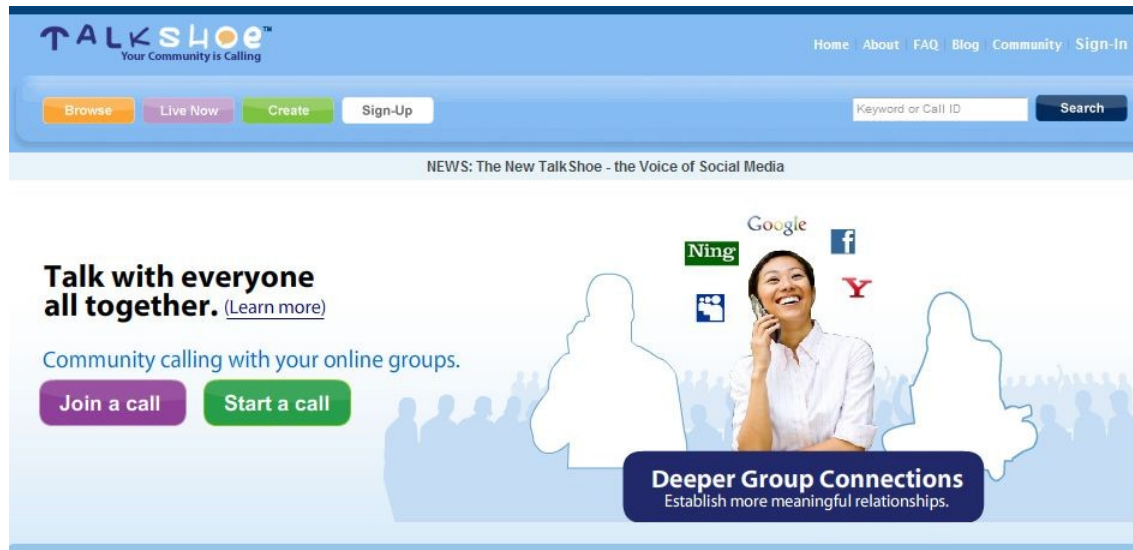 TALKSHOE™
Your Community is Calling
Home About FAQ Blog Community Sign-In
Browse Live Now Create Sign-Up
Keyword or Call ID Search
NEWS: The New TalkShoe - the Voice of Social Media
Google
Ning
f
Y
Talk with everyone
all together. (Learn more)
Community calling with your online groups.
Join a call Start a call
Deeper Group Connections
Establish more meaningful relationships.